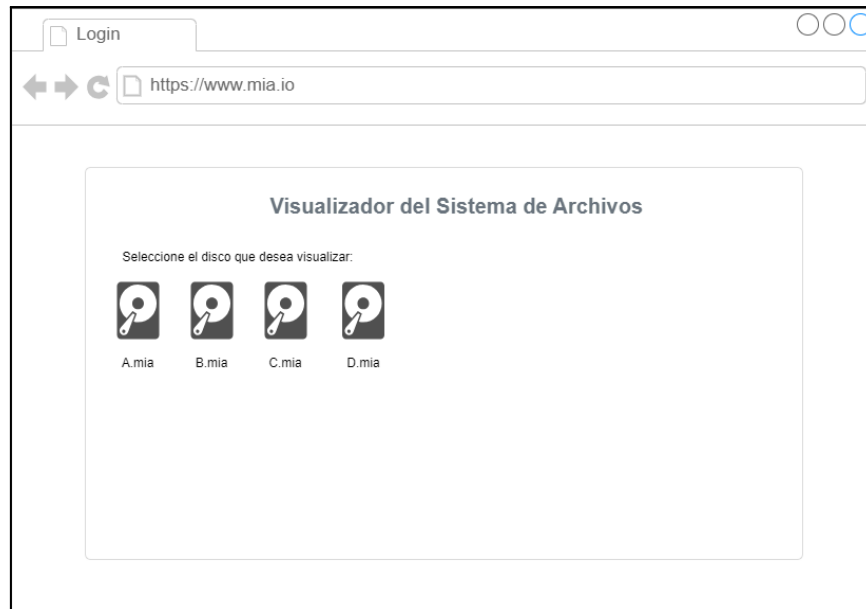 Login
https://www.mia.io
Visualizador del Sistema de Archivos
Seleccione el disco que desea visualizar:
A.mia B.mia C.mia D.mia